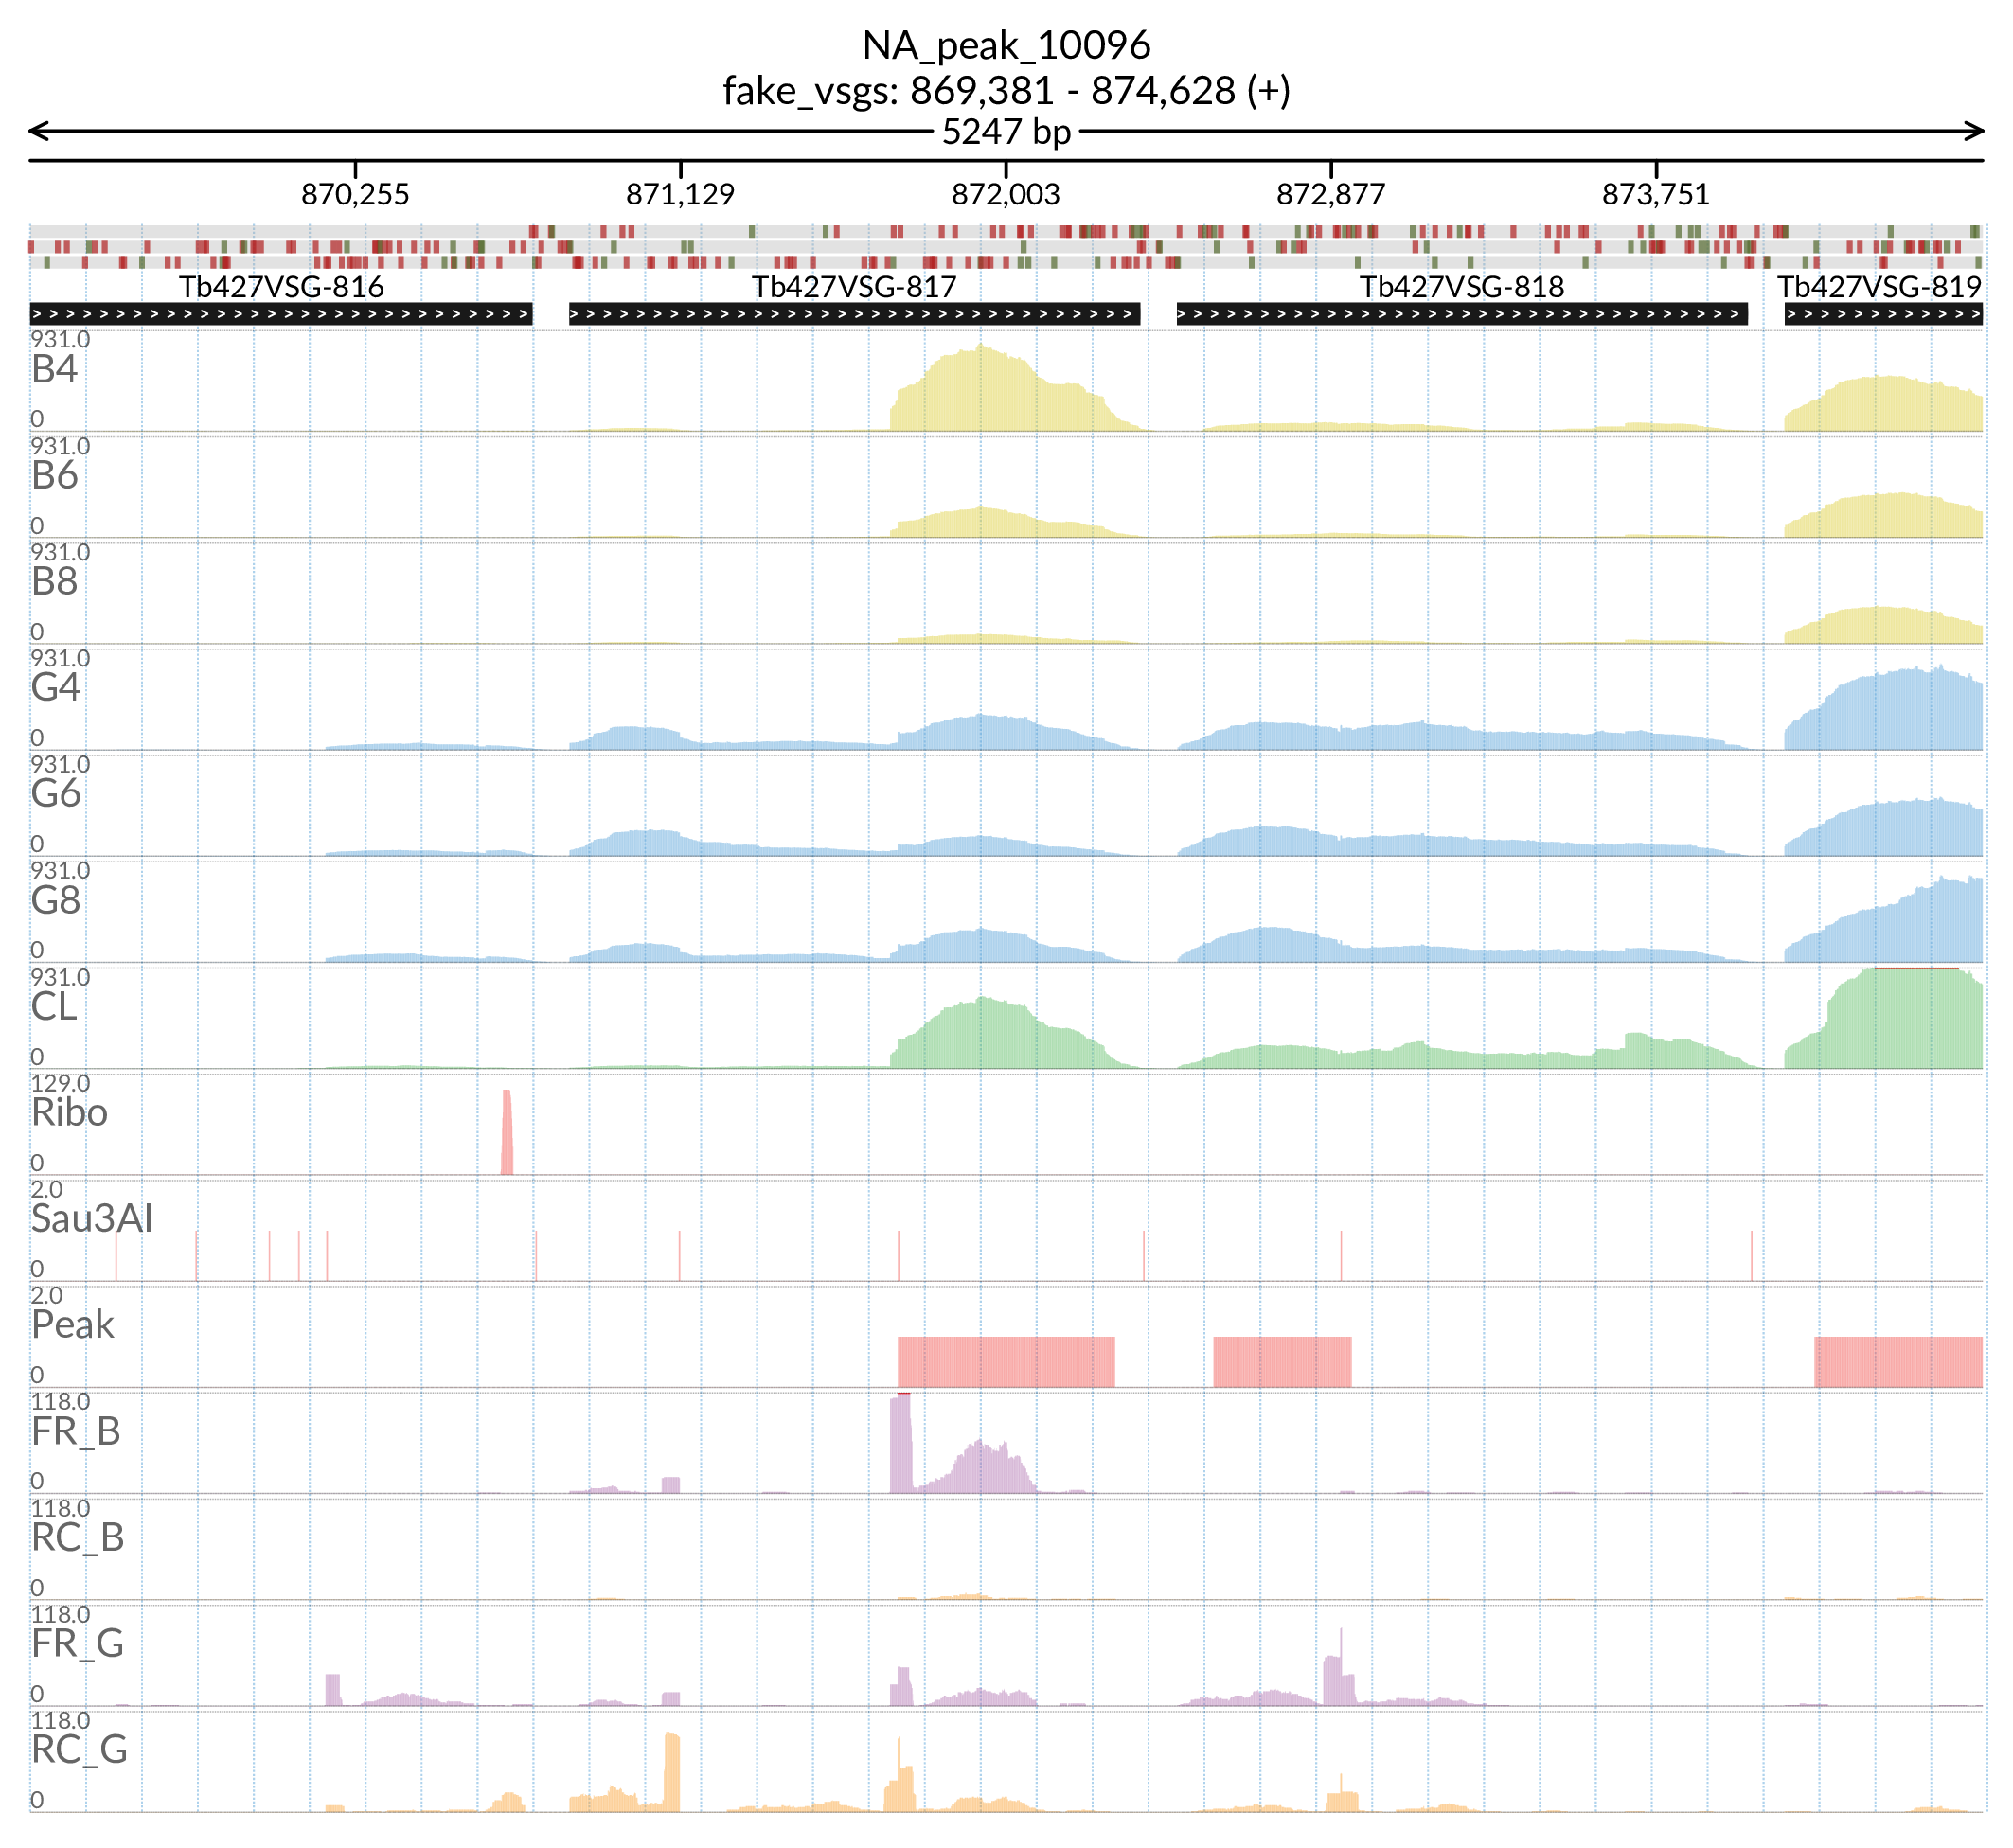 NA_peak_10096
fake_vsgs: 869,381 - 874,628 (+)
5247 bp
870,255 871,129 872,003 872,877 873,751
Tb427VSG-816 Tb427VSG-817 Tb427VSG-818 Tb427VSG-819
931.0
B4
0
931.0
B6
0
931.0
B8
0
931.0
G4
0
931.0
G6
0
931.0
G8
0
931.0
CL
0
129.0
Ribo
0
2.0
Sau3AI
0
2.0
Peak
0
118.0
FR_B
0
118.0
RC_B
0
118.0
FR_G
0
118.0
RC_G
0